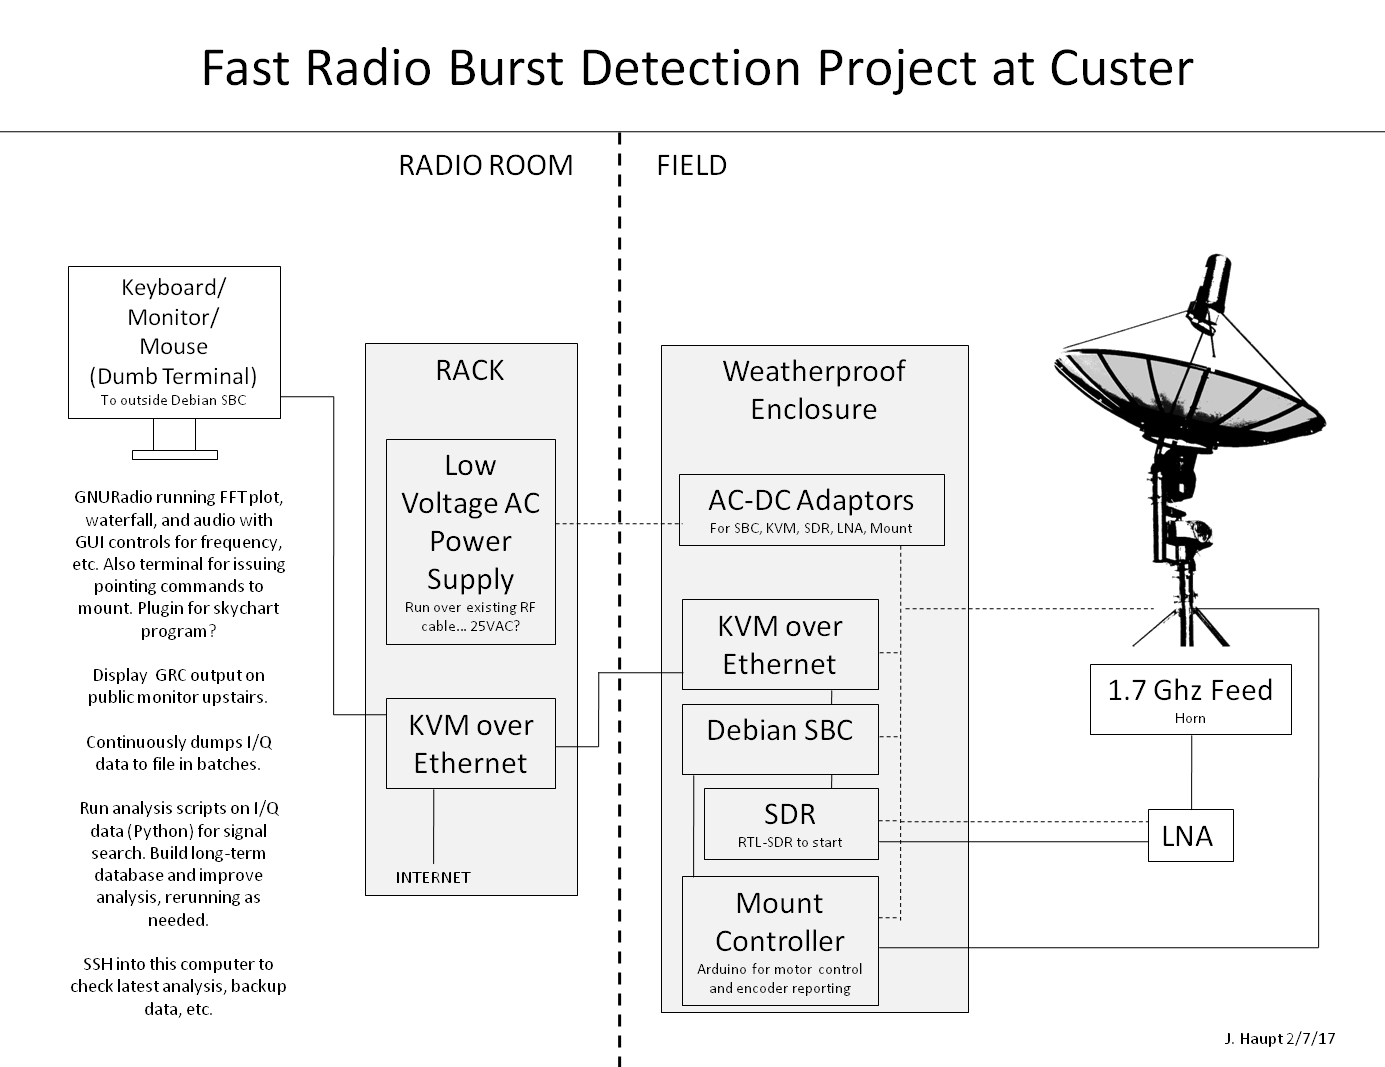 Fast Radio Burst Detection Project at Custer
RADIO ROOM
FIELD
Keyboard/
Monitor/
Mouse
(Dumb Terminal)
To outside Debian SBC
GNURadio running FFT plot,
waterfall, and audio with
GUI controls for frequency,
etc. Also terminal for issuing
pointing commands to
mount. Plugin for skychart
program?
Display GRC output on
public monitor upstairs.
Continuously dumps I/Q
data to file in batches.
Run analysis scripts on I/Q
data (Python) for signal
search. Build long-term
database and improve
analysis, rerunning as
needed.
SSH into this computer to
check latest analysis, backup
data, etc.
RACK
Low
Voltage AC
Power
Supply
Run over existing RF
cable... 25VAC?
KVM over
Ethernet
INTERNET
Weatherproof
Enclosure
AC-DC Adaptors
For SBC, KVM, SDR, LNA, Mount
KVM over
Ethernet
Debian SBC
SDR
RTL-SDR to start
Mount
Controller
Arduino for motor control
and encoder reporting
1.7 Ghz Feed
Horn
LNA
J. Haupt 2/7/17